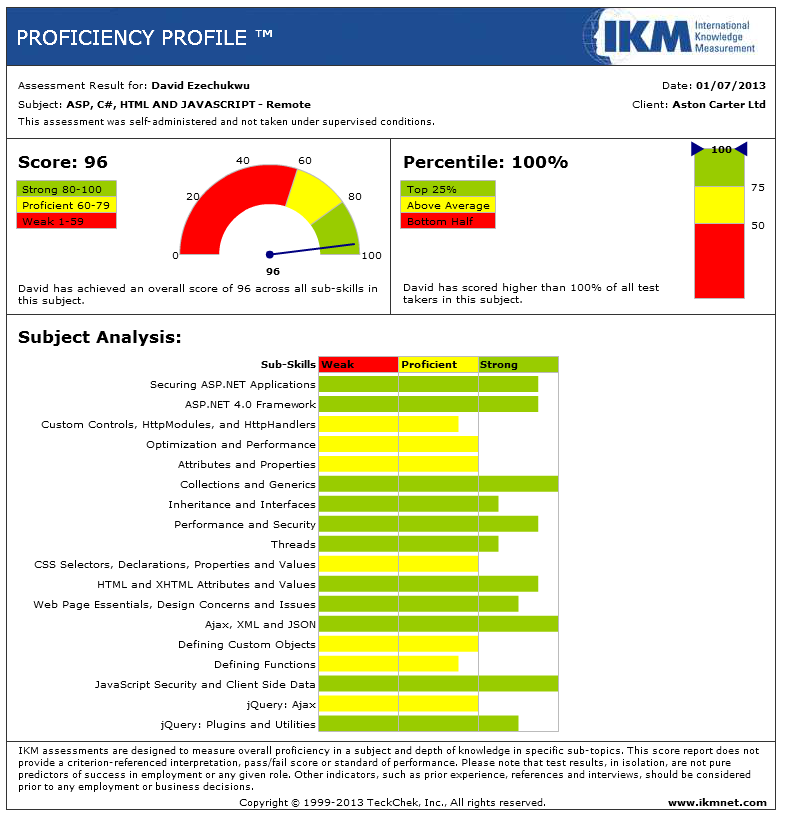 PROFICIENCY PROFILE ™
IKM International
Knowledge
Measurement
Assessment Result for: David Ezechukwu
Date: 01/07/2013
Subject: ASP, C#, HTML AND JAVASCRIPT - Remote
Client: Aston Carter Ltd
This assessment was self-administered and not taken under supervised conditions.
Score: 96
Strong 80-100
Proficient 60-79
Weak 1-59
0
20
40
60
80
100
96
David has achieved an overall score of 96 across all sub-skills in
this subject.
Percentile: 100%
Top 25%
Above Average
Bottom Half
100
75
50
David has scored higher than 100% of all test
takers in this subject.
Subject Analysis:
Sub-Skills Weak Proficient Strong
Securing ASP.NET Applications
ASP.NET 4.0 Framework
Custom Controls, HttpModules, and HttpHandlers
Optimization and Performance
Attributes and Properties
Collections and Generics
Inheritance and Interfaces
Performance and Security
Threads
CSS Selectors, Declarations, Properties and Values
HTML and XHTML Attributes and Values
Web Page Essentials, Design Concerns and Issues
Ajax, XML and JSON
Defining Custom Objects
Defining Functions
JavaScript Security and Client Side Data
jQuery: Ajax
jQuery: Plugins and Utilities
IKM assessments are designed to measure overall proficiency in a subject and depth of knowledge in specific sub-topics. This score report does not
provide a criterion-referenced interpretation, pass/fail score or standard of performance. Please note that test results, in isolation, are not pure
predictors of success in employment or any given role. Other indicators, such as prior experience, references and interviews, should be considered
prior to any employment or business decisions.
Copyright © 1999-2013 TeckChek, Inc., All rights reserved.
www.ikmnet.com